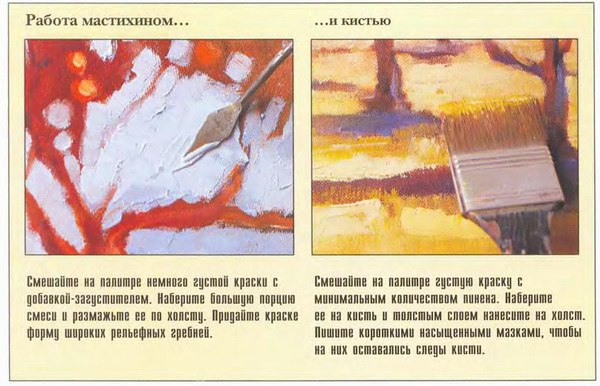 Работа мастихином...
...и кистью
Смешайте на палитре немного густой краски с
добавкой-загустителем. Наберите большую порцию
смеси и размажьте ее по холсту. Придайте краске
форму широких рельефных гребней.
Смешайте на палитре густую краску с
минимальным количеством пинена. Наберите
ее на кисть и толстым слоем нанесите на холст.
Пишите короткими насыщенными мазками, чтобы
на них оставались следы кисти.